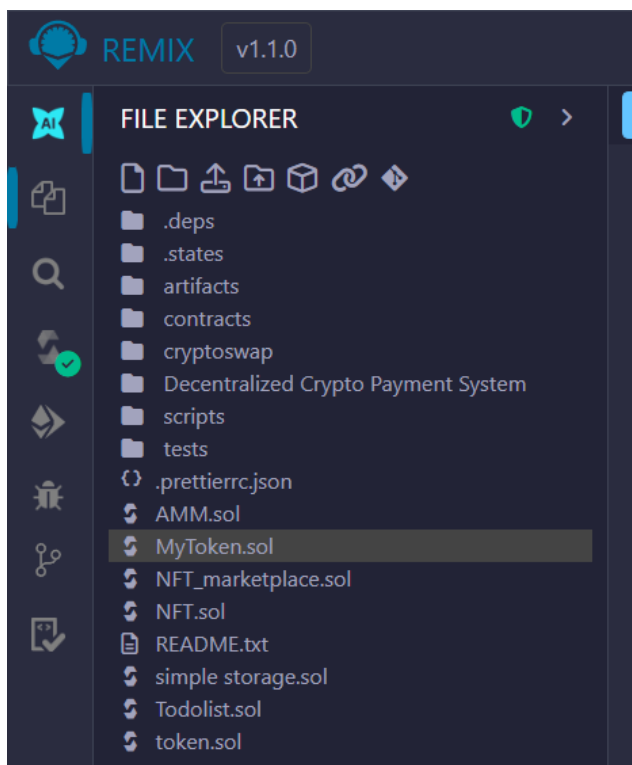 REMIX v1.1.0
AI
FILE EXPLORER
.deps
.states
artifacts
contracts
cryptoswap
Decentralized Crypto Payment System
scripts
tests
.prettierrc.json
AMM.sol
MyToken.sol
NFT_marketplace.sol
NFT.sol
README.txt
simple storage.sol
Todolist.sol
token.sol